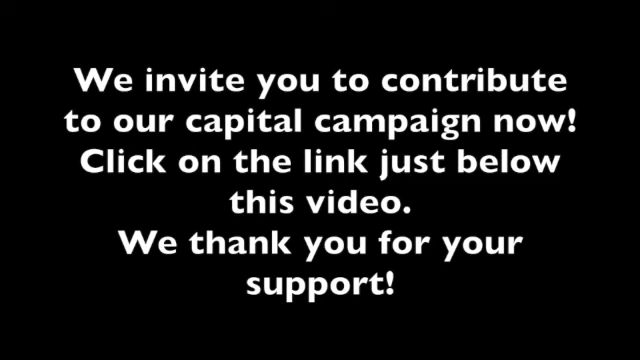 We invite you to contribute
to our capital campaign now!
Click on the link just below
this video.
We thank you for your
support!